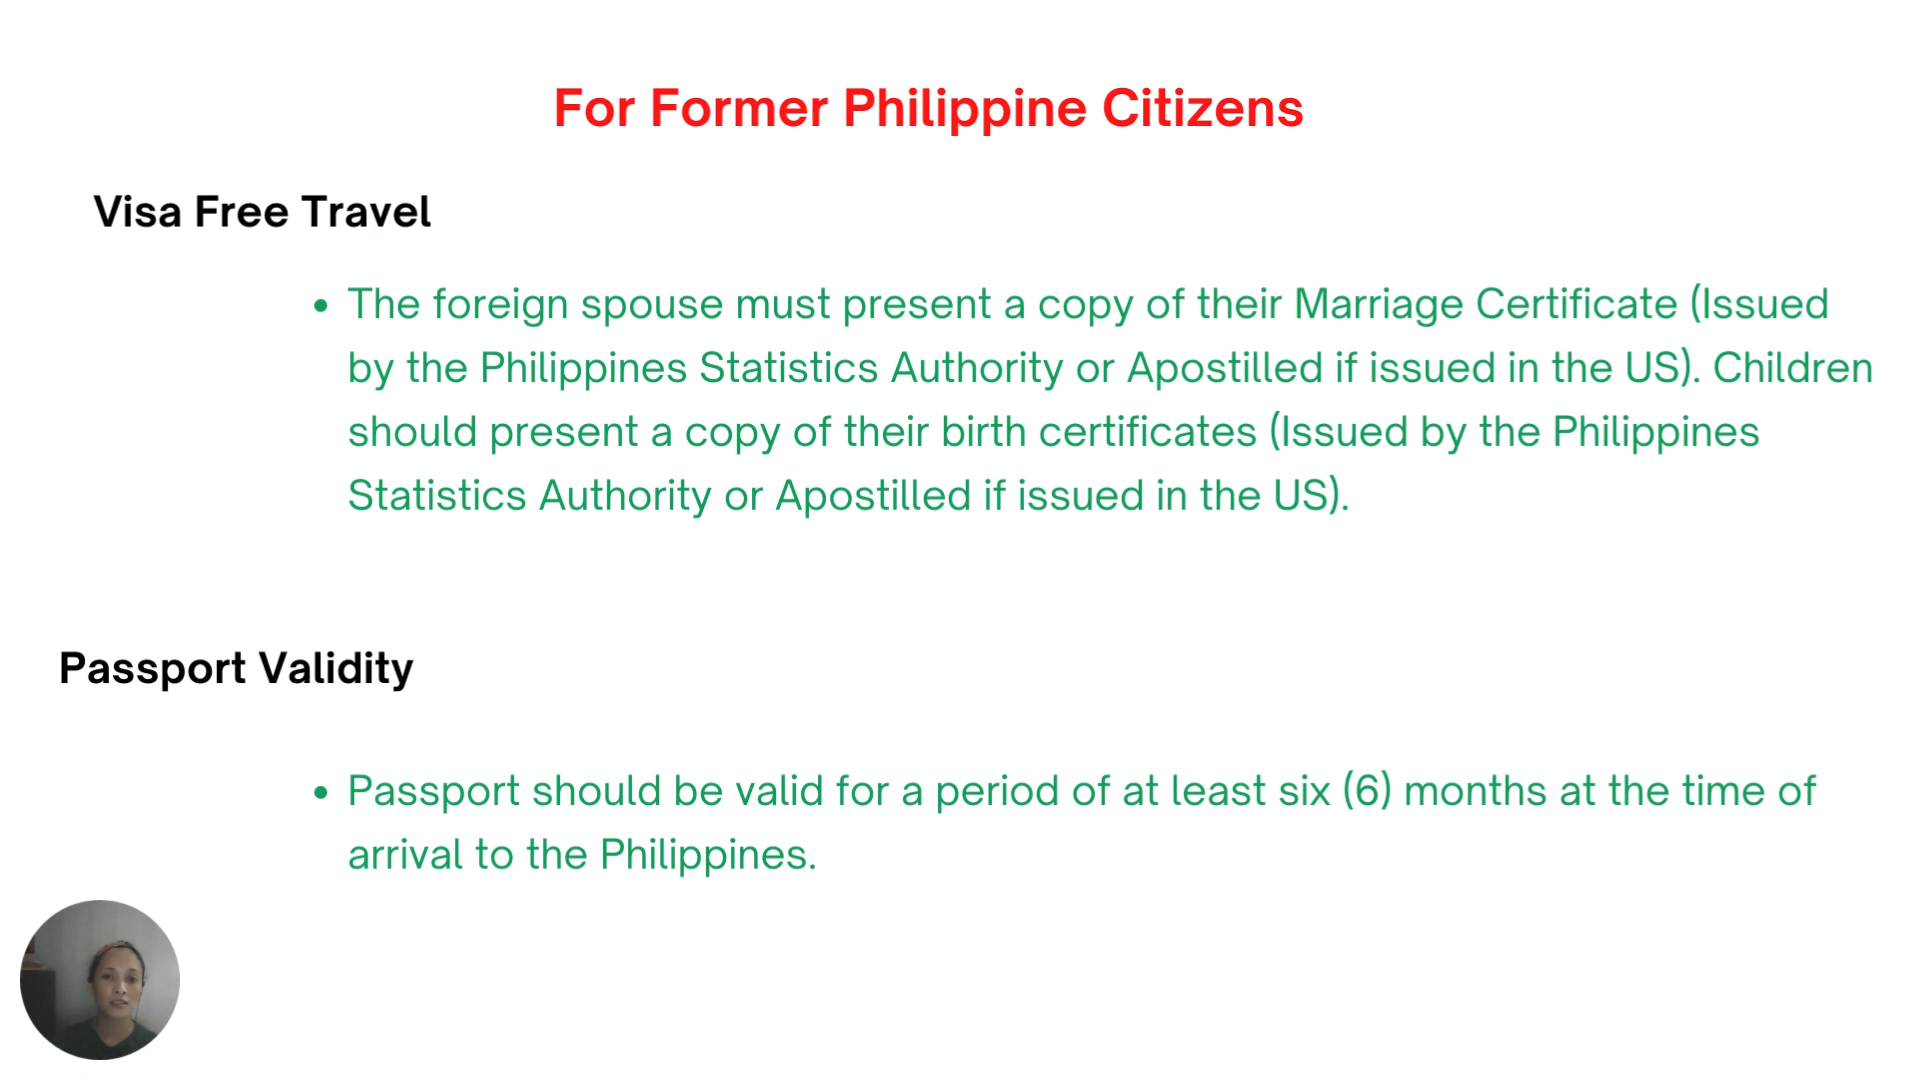 For Former Philippine Citizens
Visa Free Travel
• The foreign spouse must present a copy of their Marriage Certificate (Issued
by the Philippines Statistics Authority or Apostilled if issued in the US). Children
should present a copy of their birth certificates (Issued by the Philippines
Statistics Authority or Apostilled if issued in the US).
Passport Validity
• Passport should be valid for a period of at least six (6) months at the time of
arrival to the Philippines.